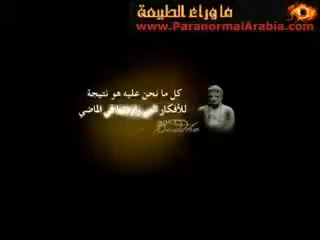 ما وراء الطبيعة
www.ParanormalArabia.com
كل ما نحن عليه هو نتيجة
للأفكار في الماضي
Buddha